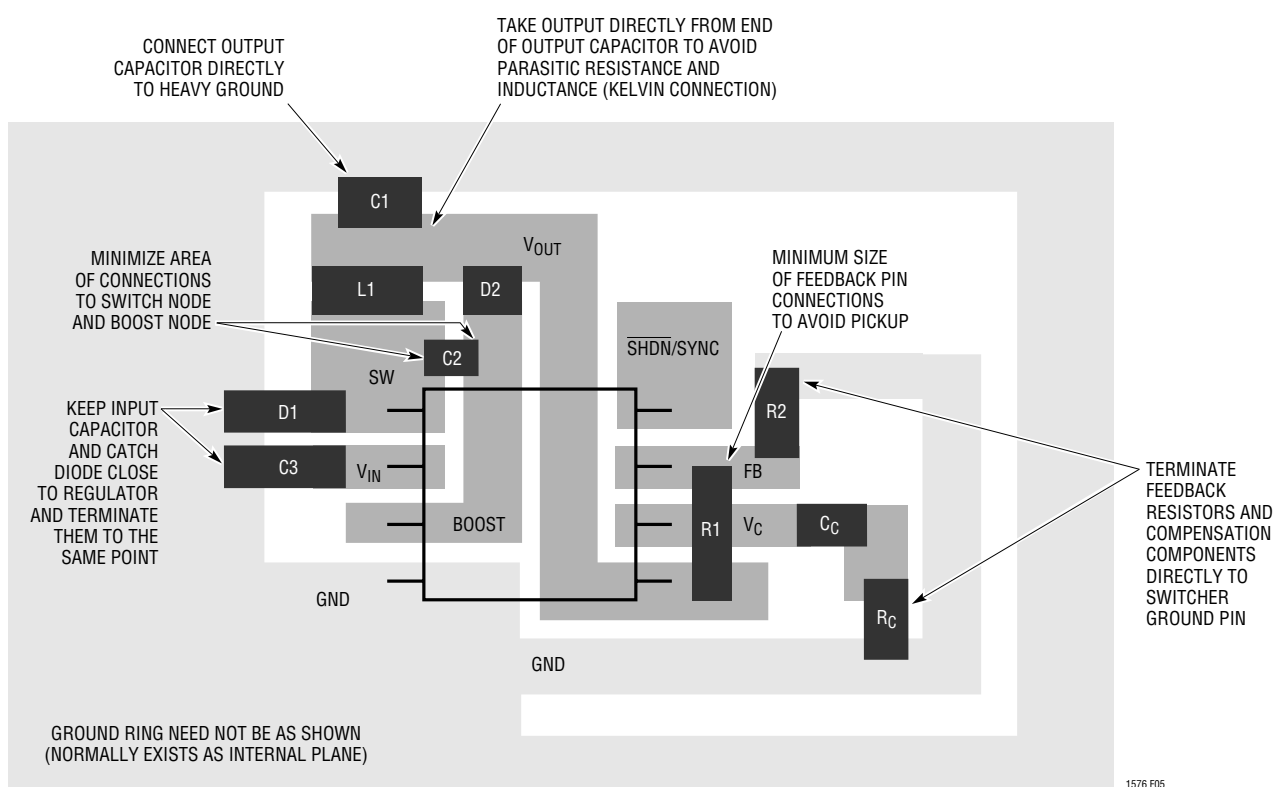 TAKE OUTPUT DIRECTLY FROM END
OF OUTPUT CAPACITOR TO AVOID
PARASITIC RESISTANCE AND
INDUCTANCE (KELVIN CONNECTION)
CONNECT OUTPUT
CAPACITOR DIRECTLY
TO HEAVY GROUND
C1
VOUT
MINIMIZE AREA
OF CONNECTIONS
TO SWITCH NODE
AND BOOST NODE
L1
D2
C2
SW
MINIMUM SIZE
OF FEEDBACK PIN
CONNECTIONS
TO AVOID PICKUP
S̅H̅D̅N̅/SYNC
KEEP INPUT
CAPACITOR
AND CATCH
DIODE CLOSE
TO REGULATOR
AND TERMINATE
THEM TO THE
SAME POINT
D1
C3
VIN
BOOST
GND
R2
FB
R1
VC
CC
RC
TERMINATE
FEEDBACK
RESISTORS AND
COMPENSATION
COMPONENTS
DIRECTLY TO
SWITCHER
GROUND PIN
GND
GROUND RING NEED NOT BE AS SHOWN
(NORMALLY EXISTS AS INTERNAL PLANE)
1576 F05